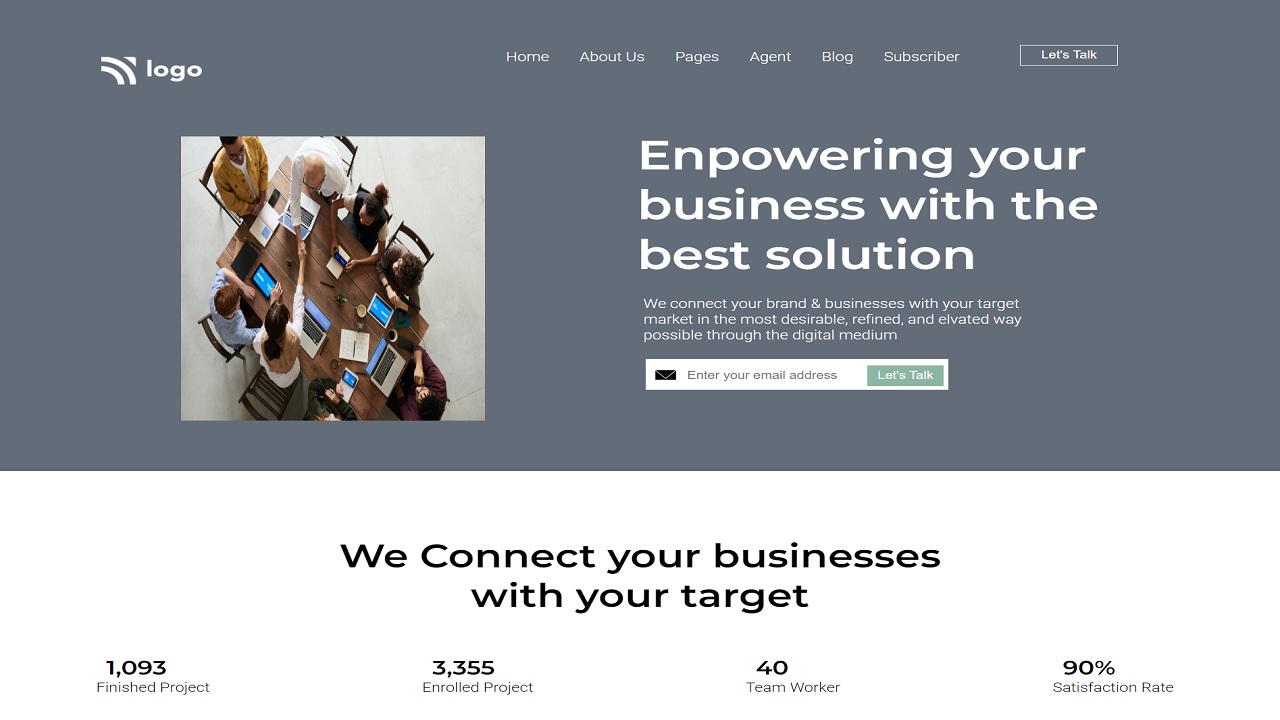 logo
Home About Us Pages Agent Blog Subscriber Let's Talk
Enpowering your
business with the
best solution
We connect your brand & businesses with your target
market in the most desirable, refined, and elvated way
possible through the digital medium
Enter your email address Let's Talk
We Connect your businesses
with your target
1,093 3,355 40 90%
Finished Project Enrolled Project Team Worker Satisfaction Rate